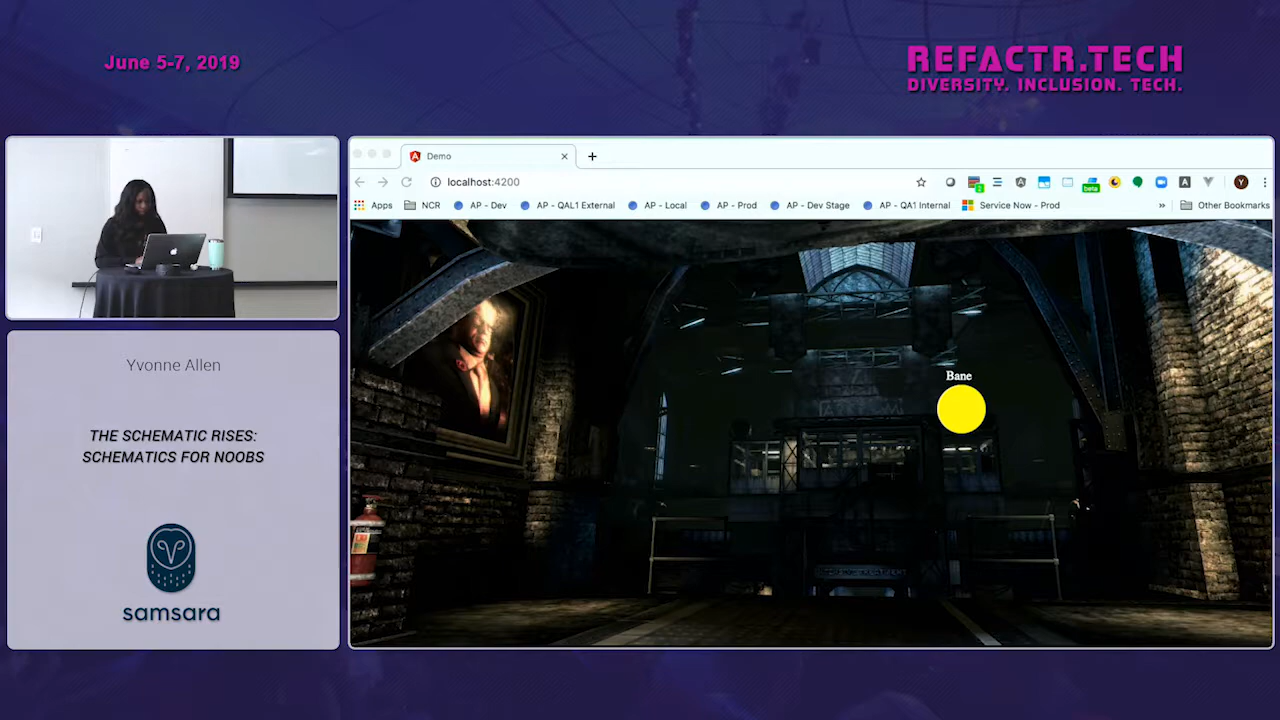 June 5-7, 2019
REFACTR.TECH
DIVERSITY. INCLUSION. TECH.
Demo
localhost:4200
2
beta
A
Y
Apps
NCR
AP - Dev
AP - QAL1 External
AP - Local
AP - Prod
AP - Dev Stage
AP - QA1 Internal
Service Now - Prod
»
Other Bookmarks
Bane
Yvonne Allen
THE SCHEMATIC RISES:
SCHEMATICS FOR NOOBS
samsara